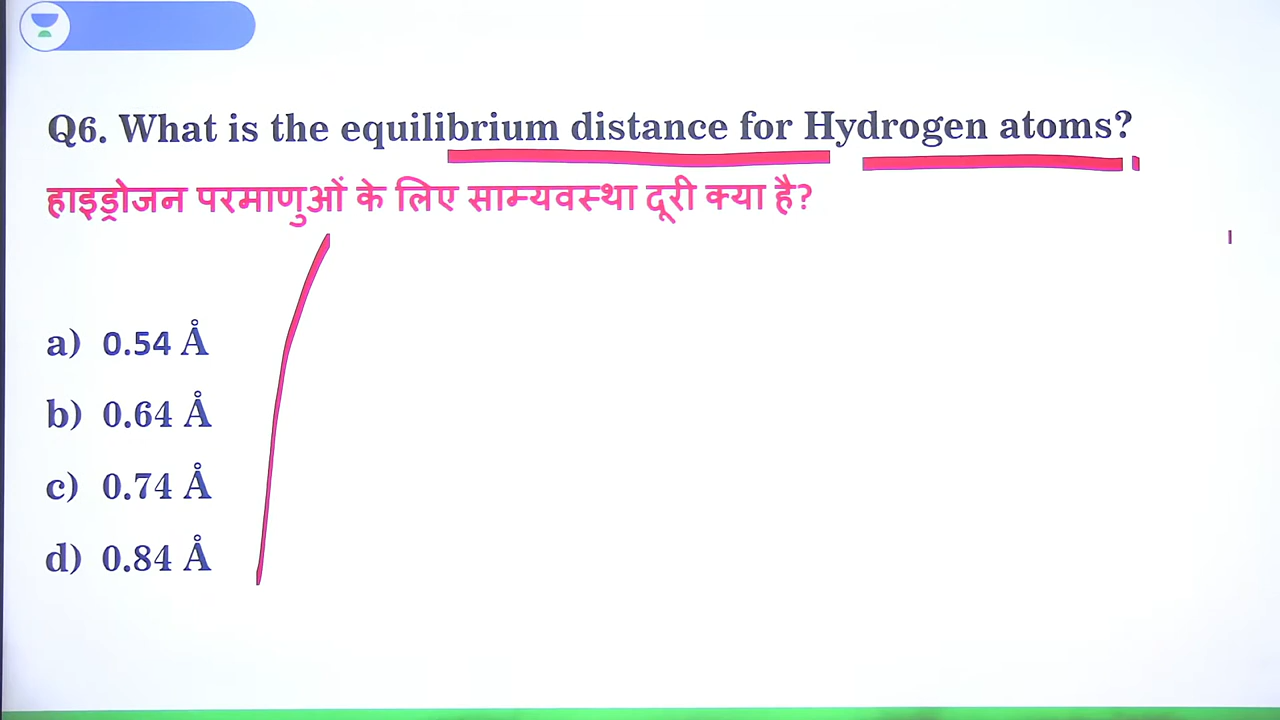 Q6. What is the equilibrium distance for Hydrogen atoms?
हाइड्रोजन परमाणुओं के लिए साम्यवस्था दूरी क्या है?
a) 0.54 Å
b) 0.64 Å
c) 0.74 Å
d) 0.84 Å